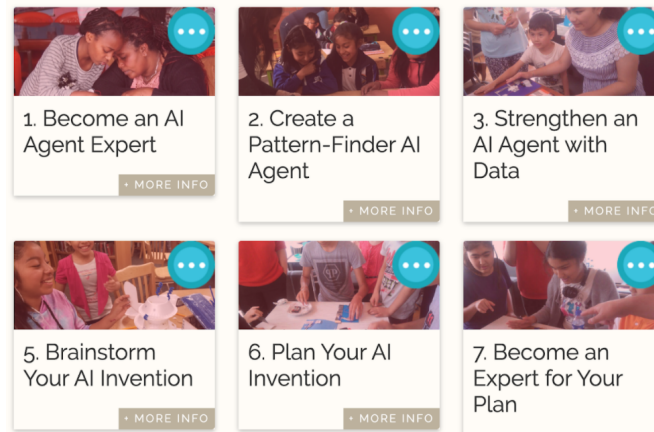 1. Become an AI
Agent Expert
+ MORE INFO
2. Create a
Pattern-Finder AI
Agent
+ MORE INFO
3. Strengthen an
AI Agent with
Data
+ MORE INFO
5. Brainstorm
Your AI Invention
+ MORE INFO
6. Plan Your AI
Invention
+ MORE INFO
7. Become an
Expert for Your
Plan